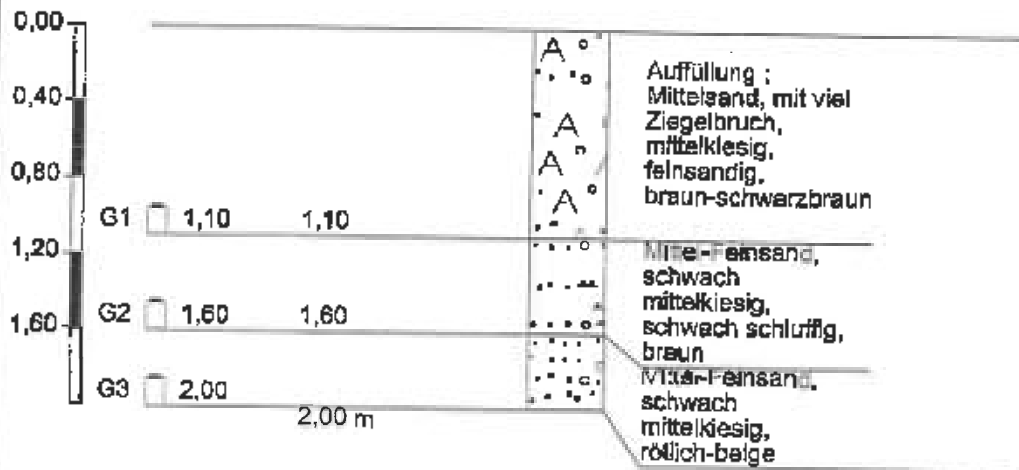 0,00
0,40
0,80
1,20
1,60
G1 1,10 1,10
G2 1,60 1,60
G3 2,00
2,00 m
A
A
A
A
Auffüllung :
Mittelsand, mit viel
Ziegelbruch,
mittelkiesig,
feinsandig,
braun-schwarzbraun
Mittel-Feinsand,
schwach
mittelkiesig,
schwach schluffig,
braun
Mittel-Feinsand,
schwach
mittelkiesig,
rötlich-beige